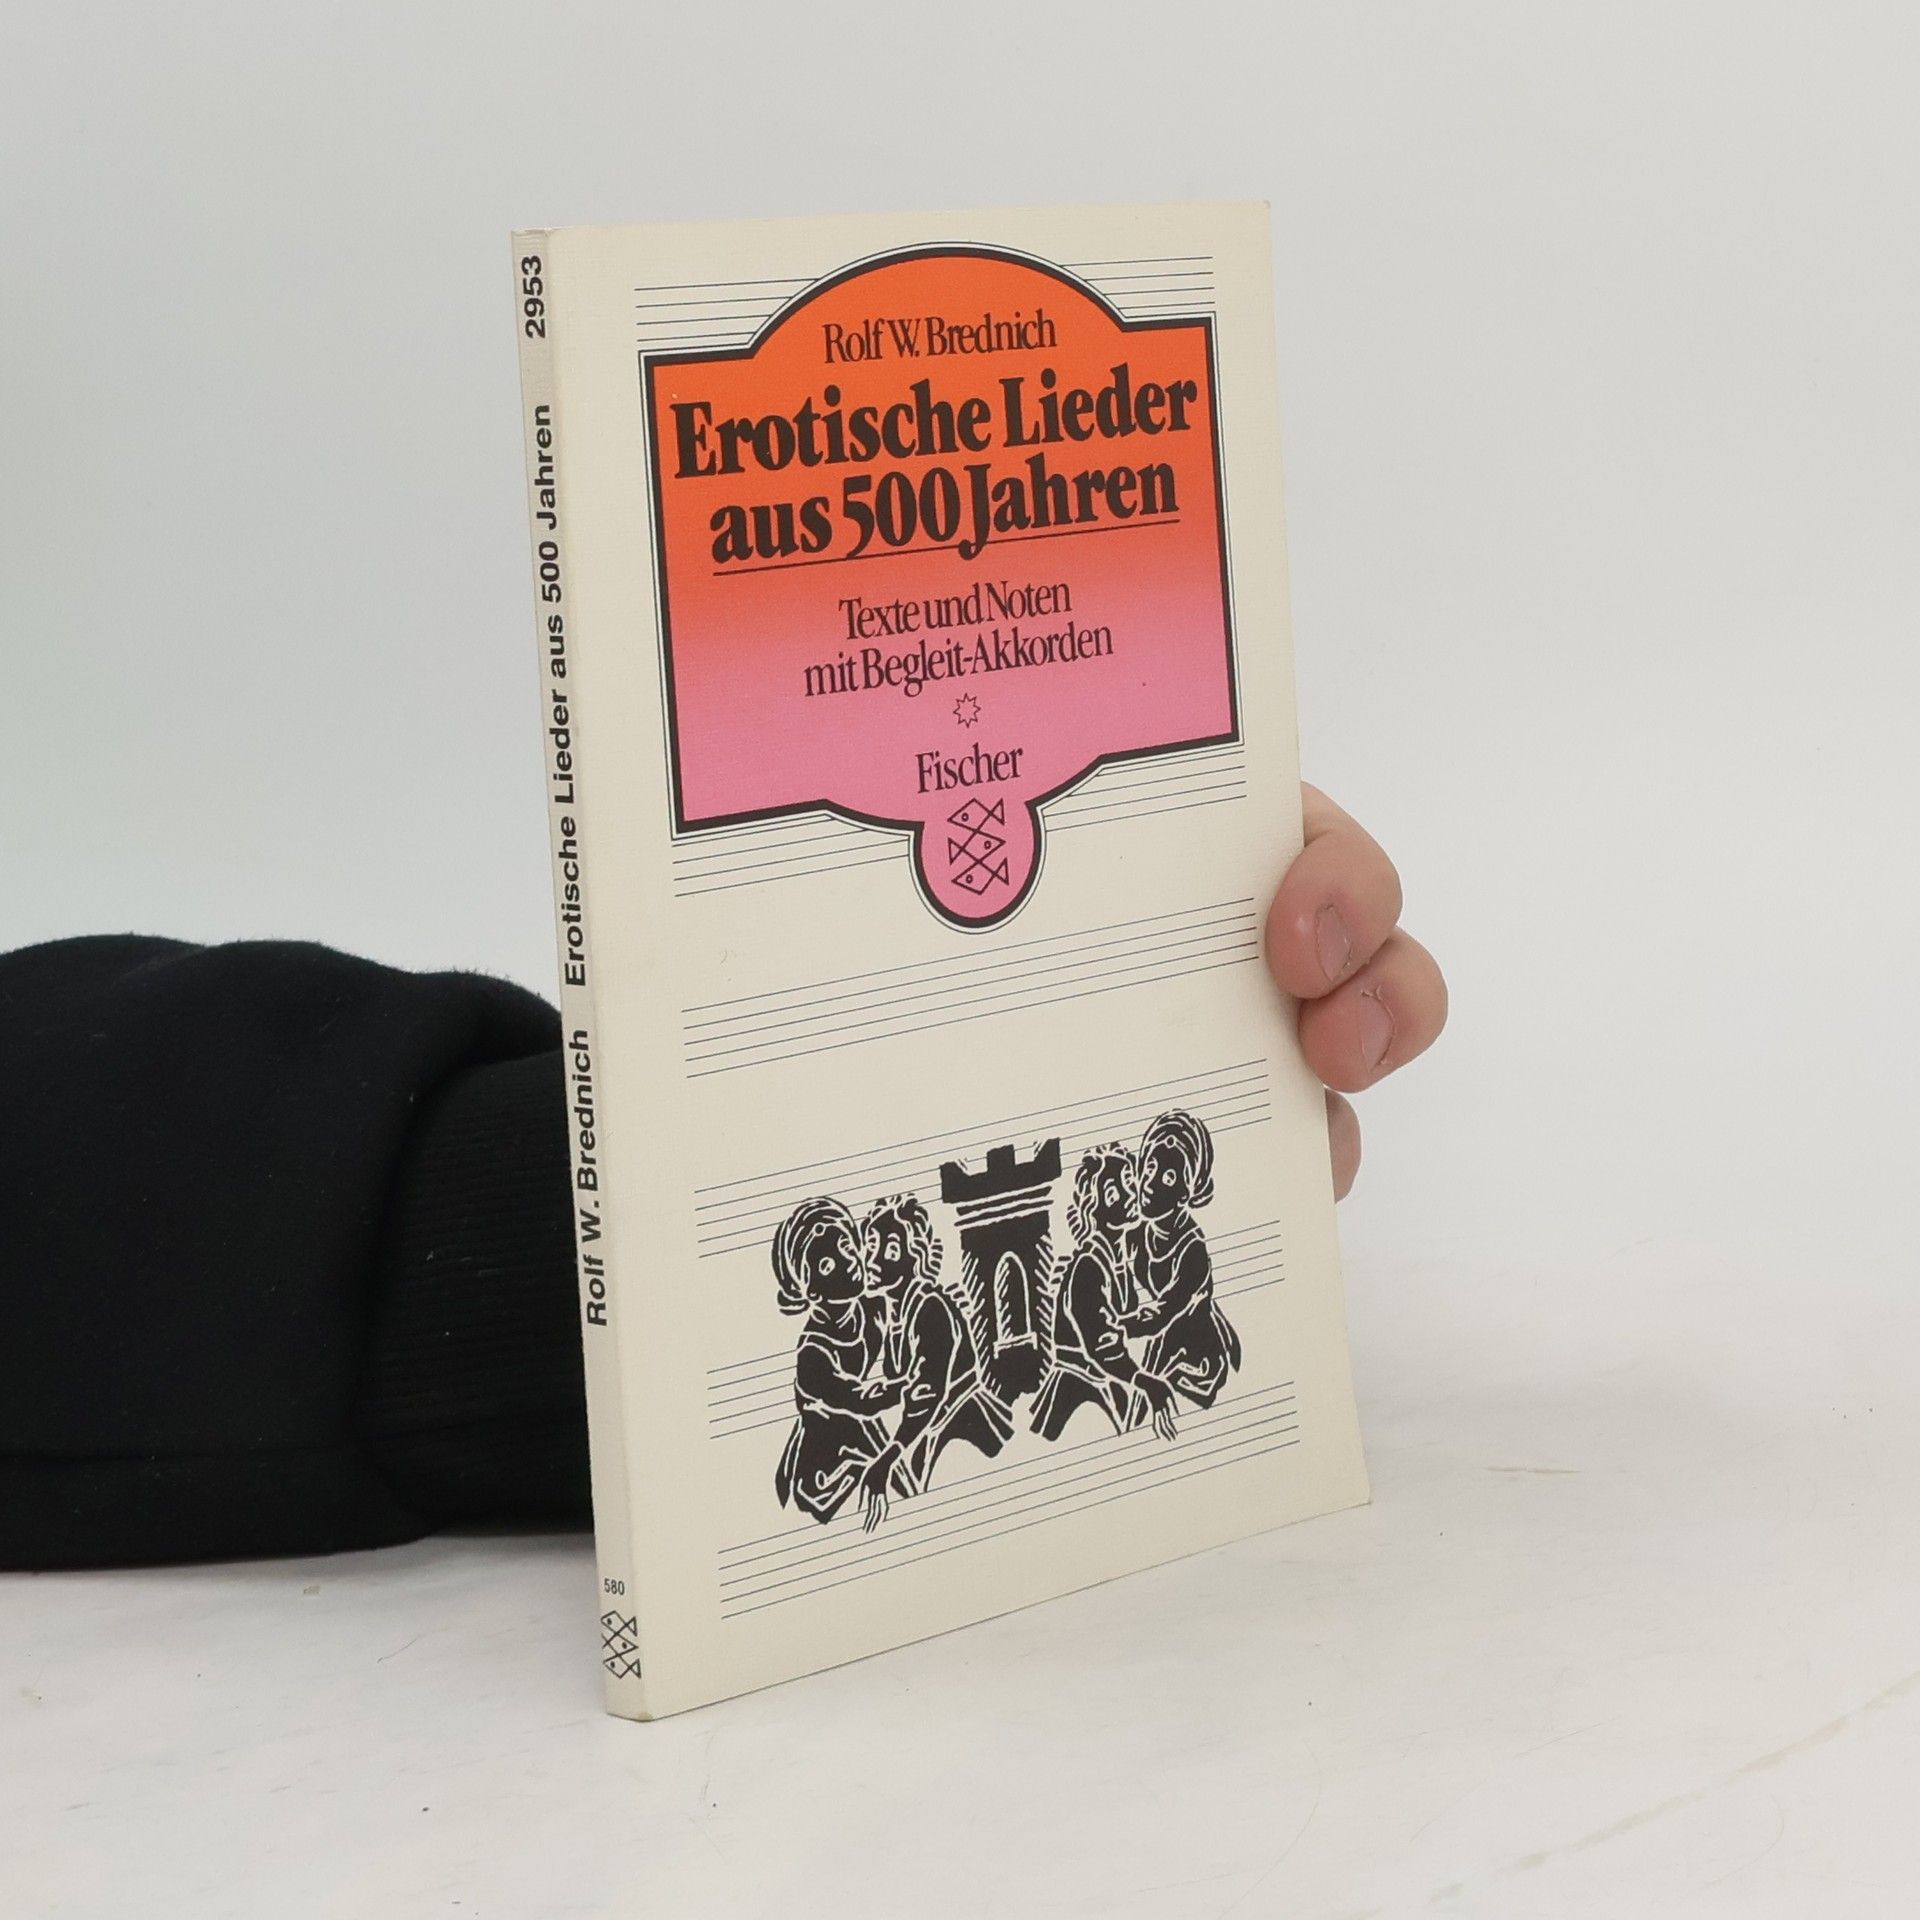 Rolf W. Brednich
Erotische Lieder
aus 500 Jahren
Texte und Noten
mit Begleit-Akkorden
Fischer
Rolf W. Brednich Erotische Lieder aus 500 Jahren 2953
580